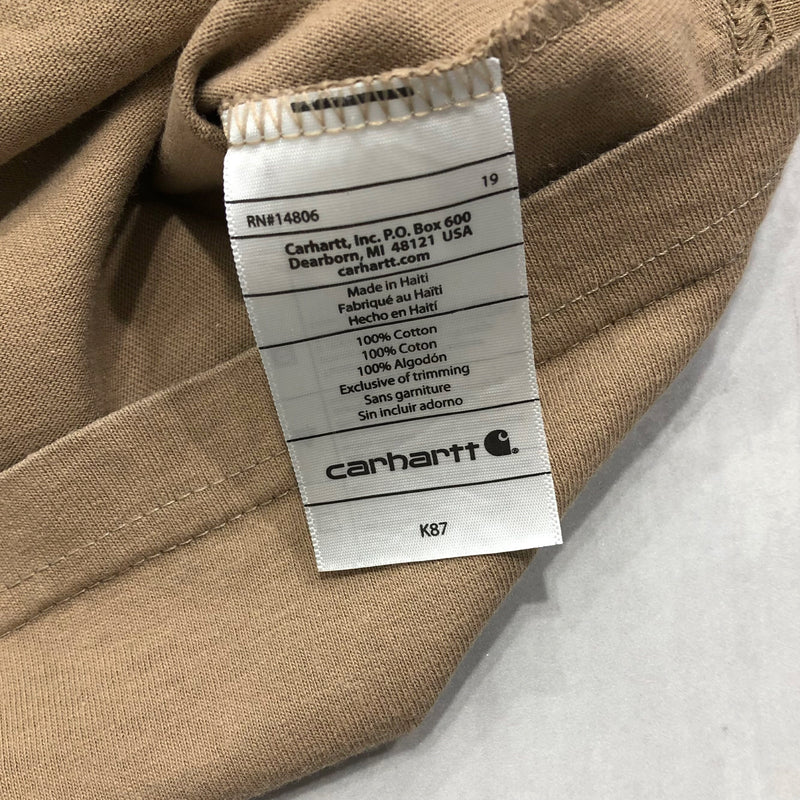 19
RN#14806
Carhartt, Inc. P.O. Box 600
Dearborn, MI 48121 USA
carhartt.com
Made in Haiti
Fabriqué au Haïti
Hecho en Haití
100% Cotton
100% Coton
100% Algodón
Exclusive of trimming
Sans garniture
Sin incluir adorno
carhartt
K87